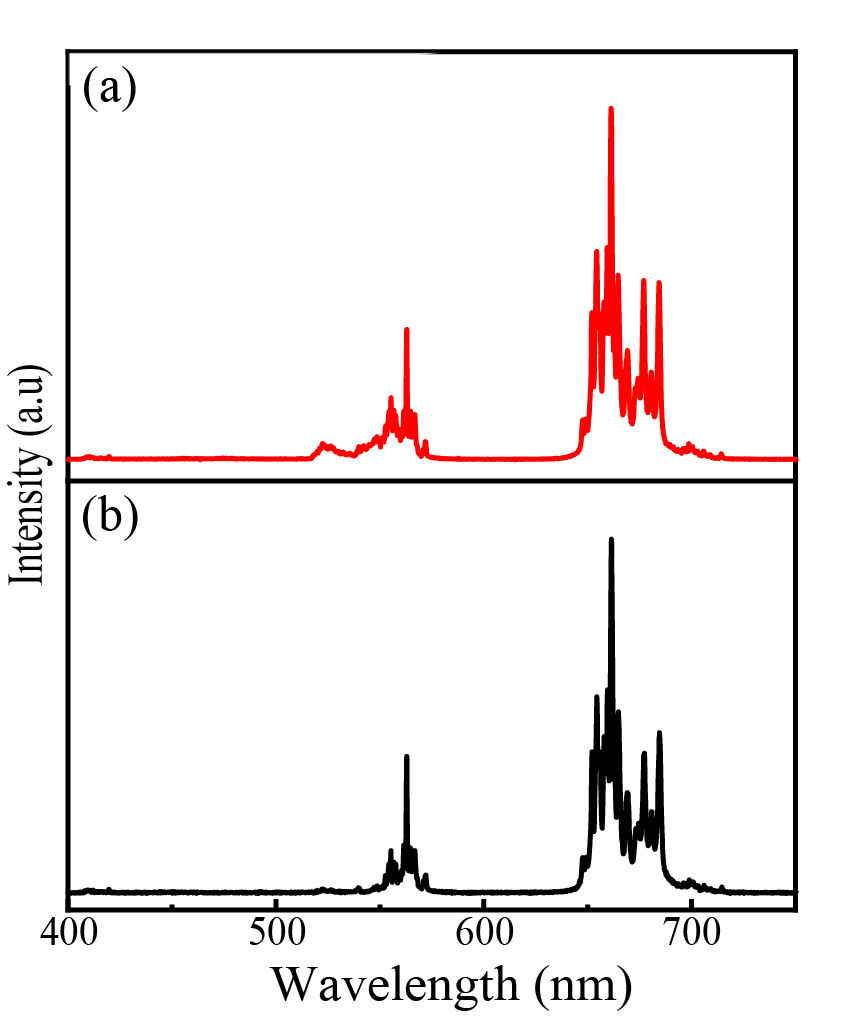 (a)
(b)
Intensity (a.u)
400 500 600 700
Wavelength (nm)